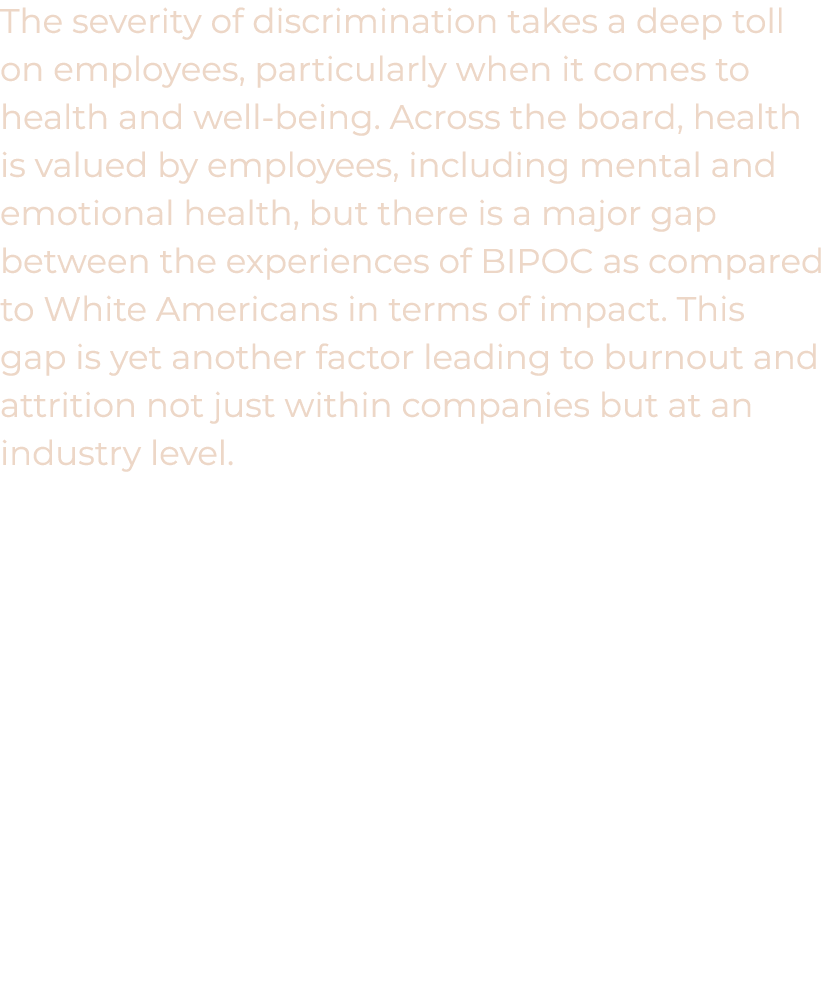 The severity of discrimination takes a deep toll
on employees, particularly when it comes to
health and well-being. Across the board, health
is valued by employees, including mental and
emotional health, but there is a major gap
between the experiences of BIPOC as compared
to White Americans in terms of impact. This
gap is yet another factor leading to burnout and
attrition not just within companies but at an
industry level.